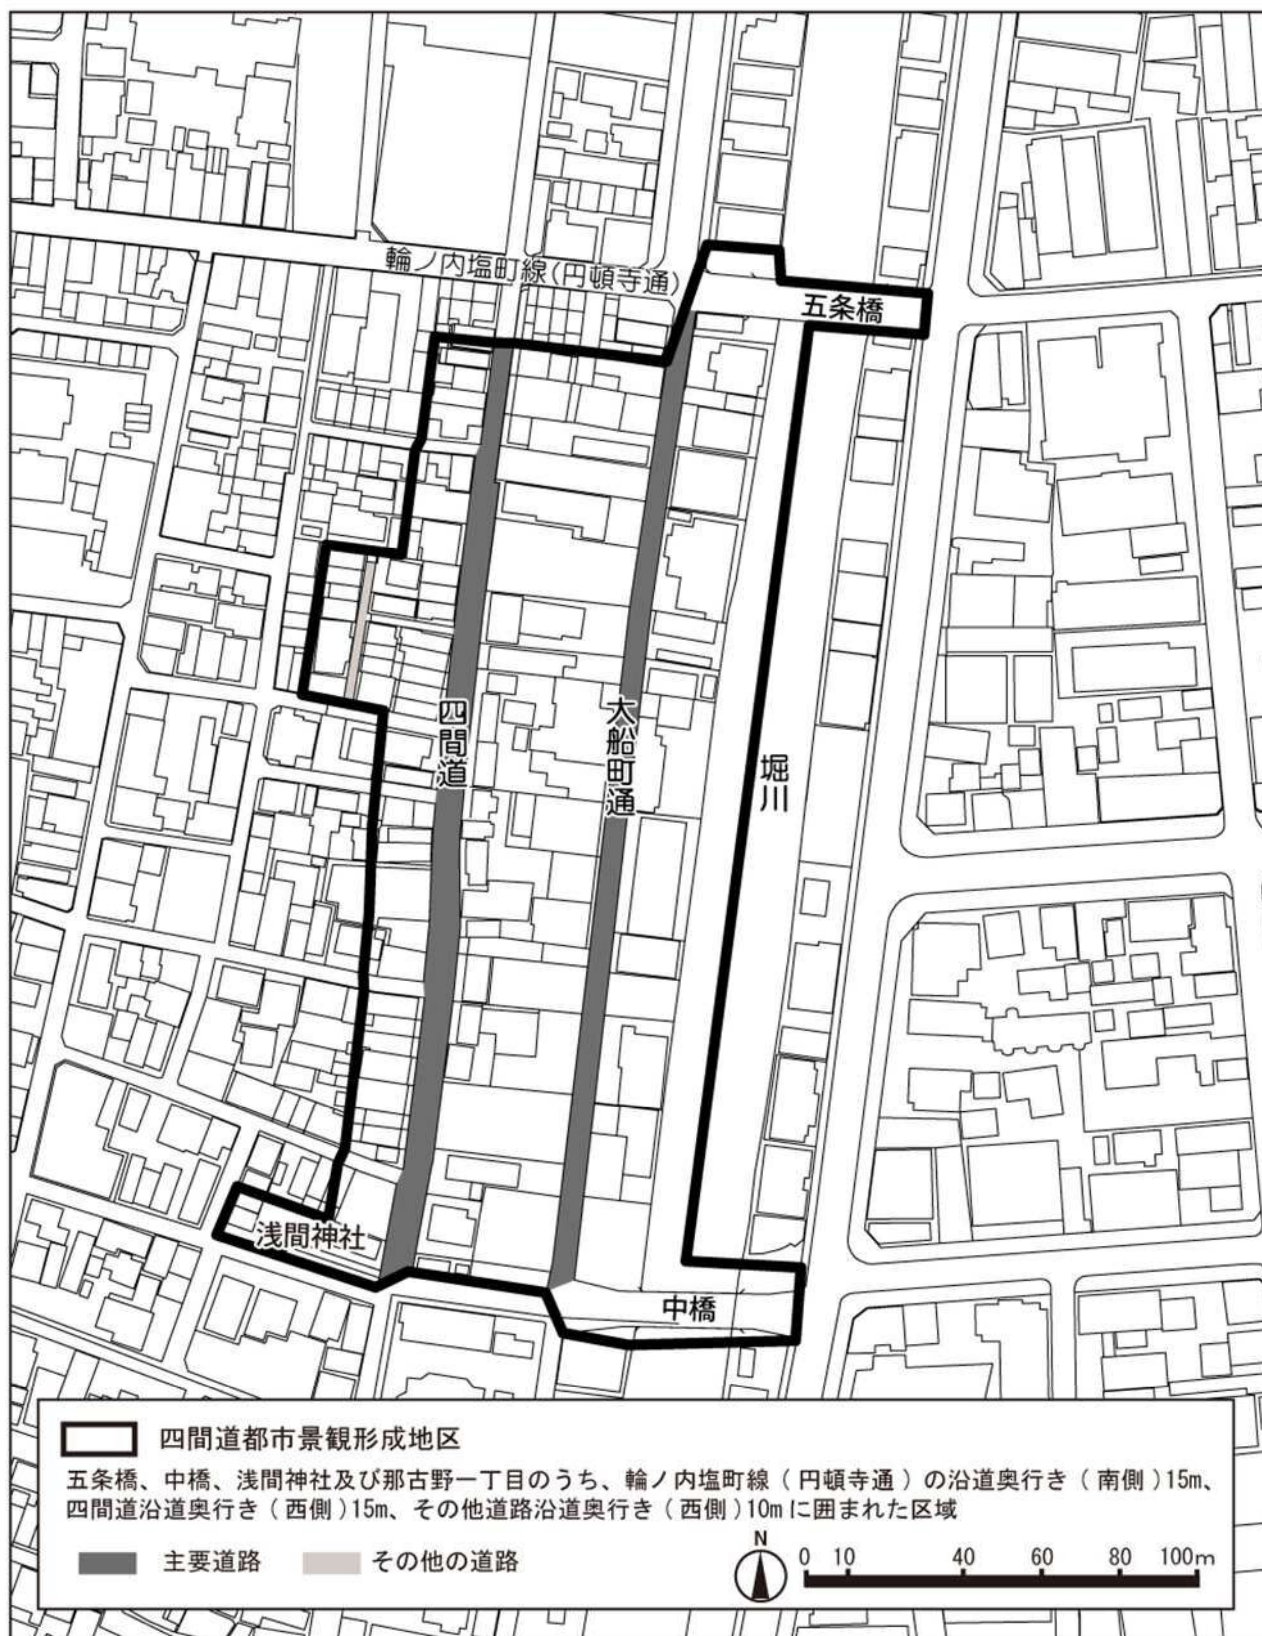 輪ノ内塩町線(円頓寺通)
五条橋
四間道
大船町通
堀川
浅間神社
中橋
四間道都市景観形成地区
五条橋、中橋、浅間神社及び那古野一丁目のうち、輪ノ内塩町線(円頓寺通)の沿道奥行き(南側)15m、
四間道沿道奥行き(西側)15m、その他道路沿道奥行き(西側)10mに囲まれた区域
主要道路 その他の道路
N
0 10 40 60 80 100m